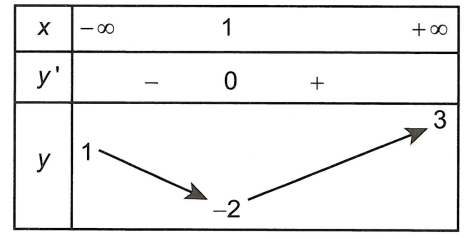 x −∞ 1 +∞
y' − 0 +
3
1
y
−2